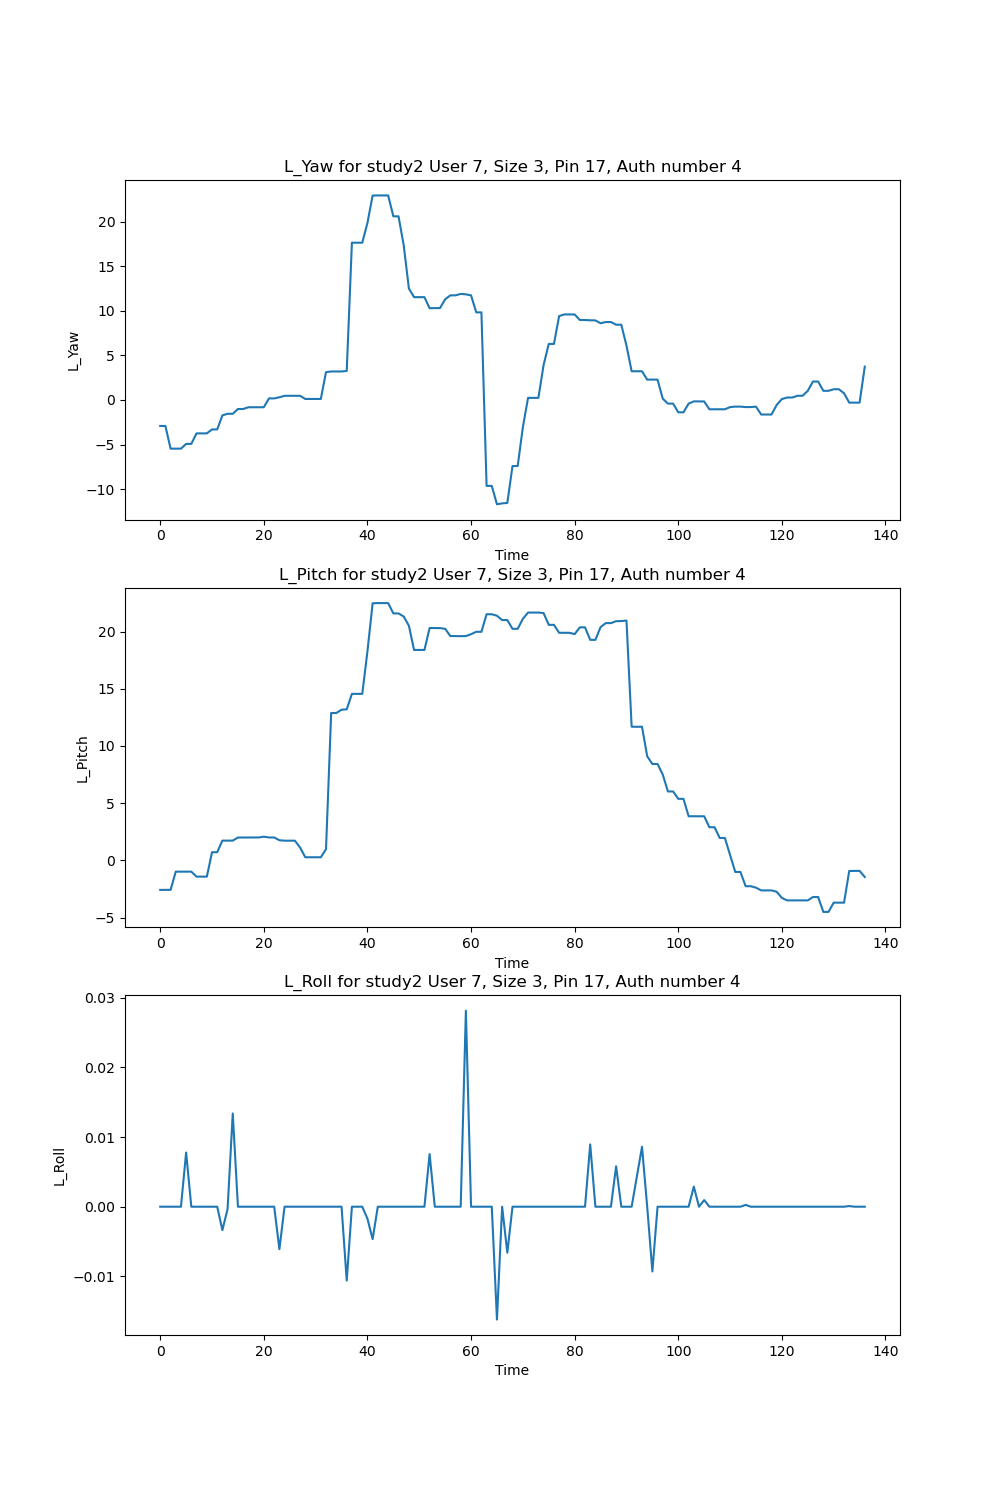 L_Yaw for study2 User 7, Size 3, Pin 17, Auth number 4
20
15
10
5
0
−5
−10
L_Yaw
0 20 40 60 80 100 120 140
Time
L_Pitch for study2 User 7, Size 3, Pin 17, Auth number 4
20
15
10
5
0
−5
L_Pitch
0 20 40 60 80 100 120 140
Time
L_Roll for study2 User 7, Size 3, Pin 17, Auth number 4
0.03
0.02
0.01
0.00
−0.01
L_Roll
0 20 40 60 80 100 120 140
Time